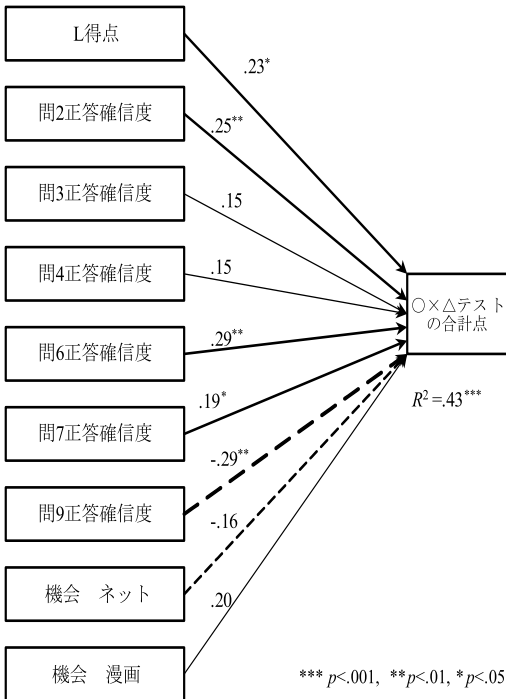 L得点
.23*
問2正答確信度
.25**
問3正答確信度
.15
問4正答確信度
.15
○×△テスト
の合計点
問6正答確信度
.29**
R² =.43***
.19*
問7正答確信度
-.29**
問9正答確信度
-.16
機会 ネット
.20
機会 漫画
*** p<.001, **p<.01, *p<.05